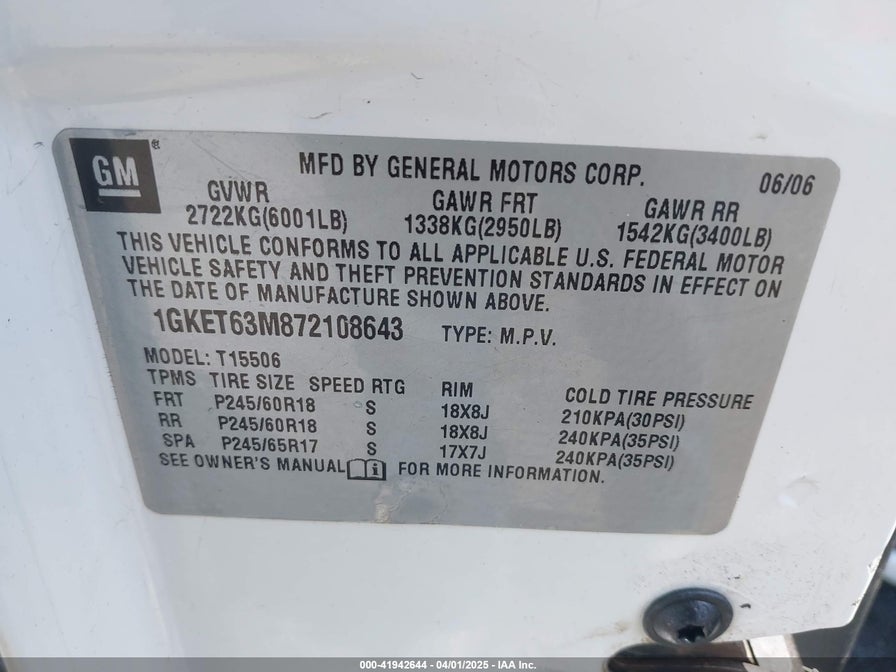 GM®
MFD BY GENERAL MOTORS CORP. 06/06
GVWR GAWR FRT GAWR RR
2722KG(6001LB) 1338KG(2950LB) 1542KG(3400LB)
THIS VEHICLE CONFORMS TO ALL APPLICABLE U.S. FEDERAL MOTOR
VEHICLE SAFETY AND THEFT PREVENTION STANDARDS IN EFFECT ON
THE DATE OF MANUFACTURE SHOWN ABOVE.
1GKET63M872108643 TYPE: M.P.V.
MODEL: T15506
TPMS TIRE SIZE SPEED RTG RIM COLD TIRE PRESSURE
FRT P245/60R18 S 18X8J 210KPA(30PSI)
RR P245/60R18 S 18X8J 240KPA(35PSI)
SPA P245/65R17 S 17X7J 240KPA(35PSI)
SEE OWNER'S MANUAL FOR MORE INFORMATION.
000-41942644 - 04/01/2025 - IAA Inc.